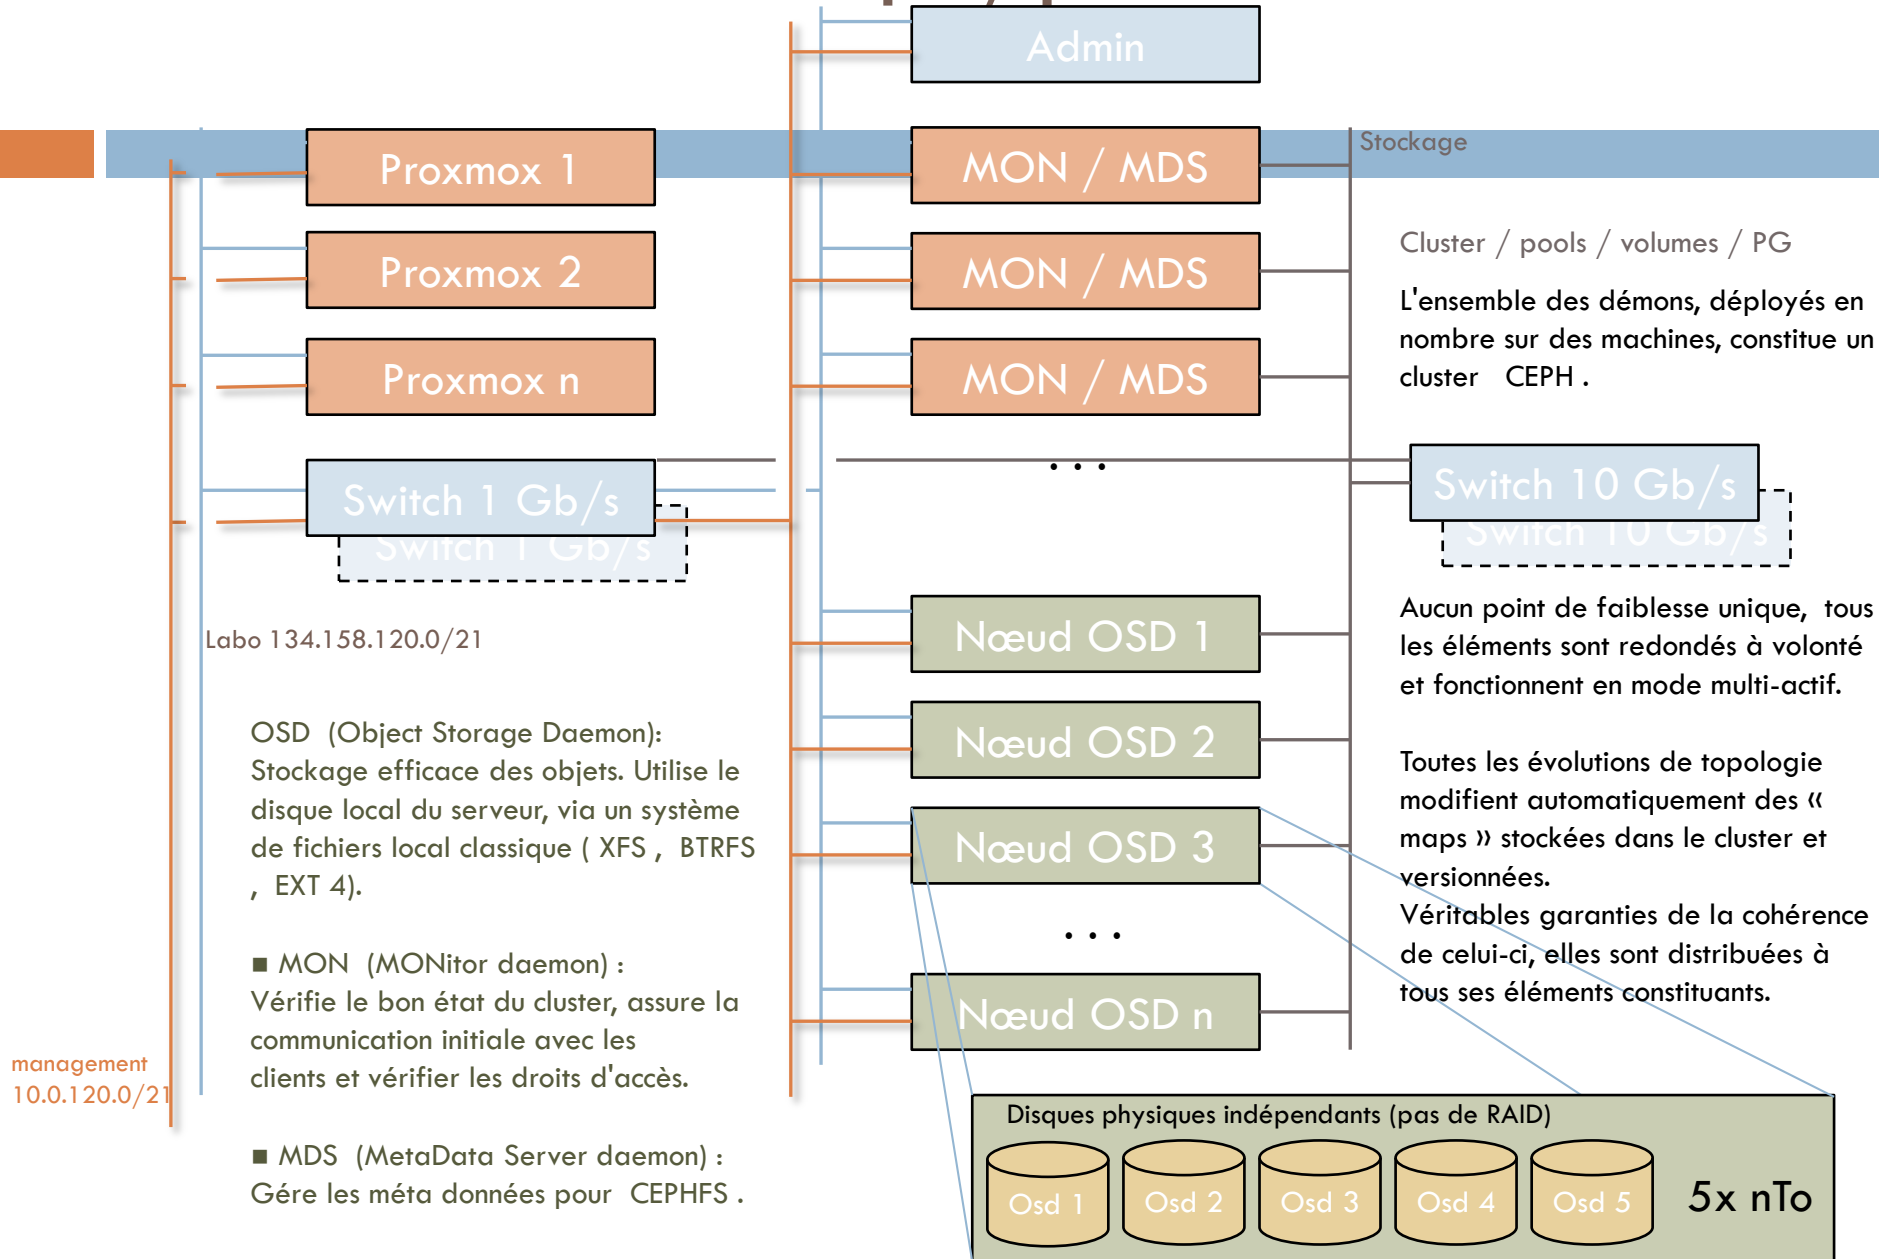 Admin
Proxmox 1
MON / MDS
Stockage
Proxmox 2
MON / MDS
Proxmox n
MON / MDS
Cluster / pools / volumes / PG
L'ensemble des démons, déployés en
nombre sur des machines, constitue un
cluster CEPH .
Switch 1 Gb/s
Switch 1 Gb/s
...
Switch 10 Gb/s
Switch 10 Gb/s
Labo 134.158.120.0/21
Nœud OSD 1
Nœud OSD 2
Nœud OSD 3
...
Nœud OSD n
Aucun point de faiblesse unique, tous
les éléments sont redondés à volonté
et fonctionnent en mode multi-actif.
Toutes les évolutions de topologie
modifient automatiquement des «
maps » stockées dans le cluster et
versionnées.
Véritables garanties de la cohérence
de celui-ci, elles sont distribuées à
tous ses éléments constituants.
OSD (Object Storage Daemon):
Stockage efficace des objets. Utilise le
disque local du serveur, via un système
de fichiers local classique ( XFS , BTRFS
, EXT 4).
■ MON (MONitor daemon) :
Vérifie le bon état du cluster, assure la
communication initiale avec les
clients et vérifier les droits d'accès.
■ MDS (MetaData Server daemon) :
Gére les méta données pour CEPHFS .
management
10.0.120.0/21
Disques physiques indépendants (pas de RAID)
Osd 1
Osd 2
Osd 3
Osd 4
Osd 5
5x nTo